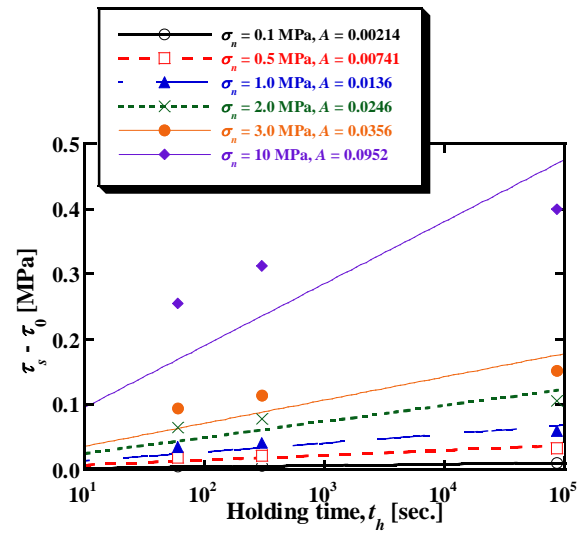 σₙ = 0.1 MPa, A = 0.00214
σₙ = 0.5 MPa, A = 0.00741
σₙ = 1.0 MPa, A = 0.0136
σₙ = 2.0 MPa, A = 0.0246
σₙ = 3.0 MPa, A = 0.0356
σₙ = 10 MPa, A = 0.0952
0.5
0.4
0.3
0.2
0.1
0.0
τₛ - τ₀ [MPa]
10¹ 10² 10³ 10⁴ 10⁵
Holding time, tₕ [sec.]